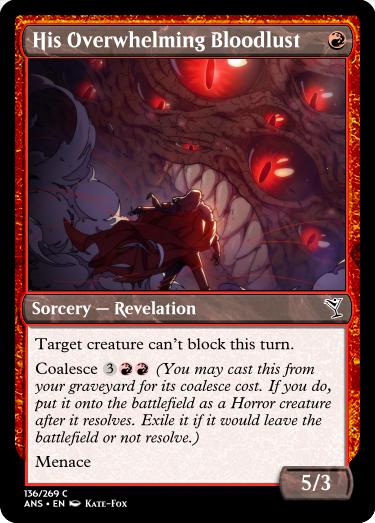 His Overwhelming Bloodlust
Sorcery — Revelation
Target creature can't block this turn.
Coalesce 3 (You may cast this from
your graveyard for its coalesce cost. If you do,
put it onto the battlefield as a Horror creature
after it resolves. Exile it if it would leave the
battlefield or not resolve.)
Menace
5/3
136/269 C
ANS • EN Kate-Fox